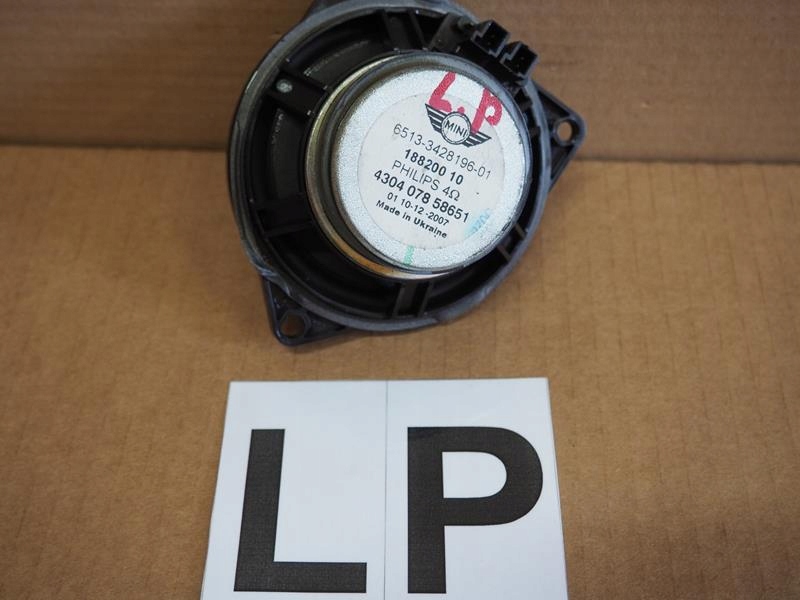 L.P
MINI
6513-3428196-01
188200 10
PHILIPS 4Ω
4304 078 58651
01 10-12-2007
Made in Ukraine
LP